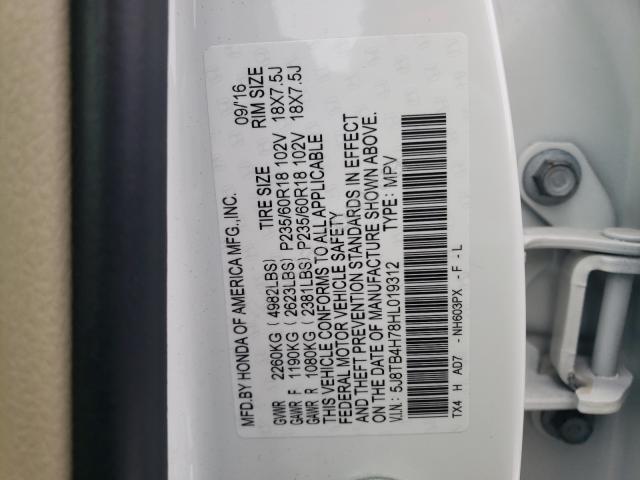 MFD.BY HONDA OF AMERICA MFG.,INC. 09/'16
TIRE SIZE RIM SIZE
GVWR 2260KG ( 4982LBS)
GAWR F 1190KG ( 2623LBS) P235/60R18 102V 18X7.5J
GAWR R 1080KG ( 2381LBS) P235/60R18 102V 18X7.5J
THIS VEHICLE CONFORMS TO ALL APPLICABLE
FEDERAL MOTOR VEHICLE SAFETY
AND THEFT PREVENTION STANDARDS IN EFFECT
ON THE DATE OF MANUFACTURE SHOWN ABOVE.
V.I.N.: 5J8TB4H78HL019312 TYPE: MPV
TX4 H AD7 - NH603PX - F - L